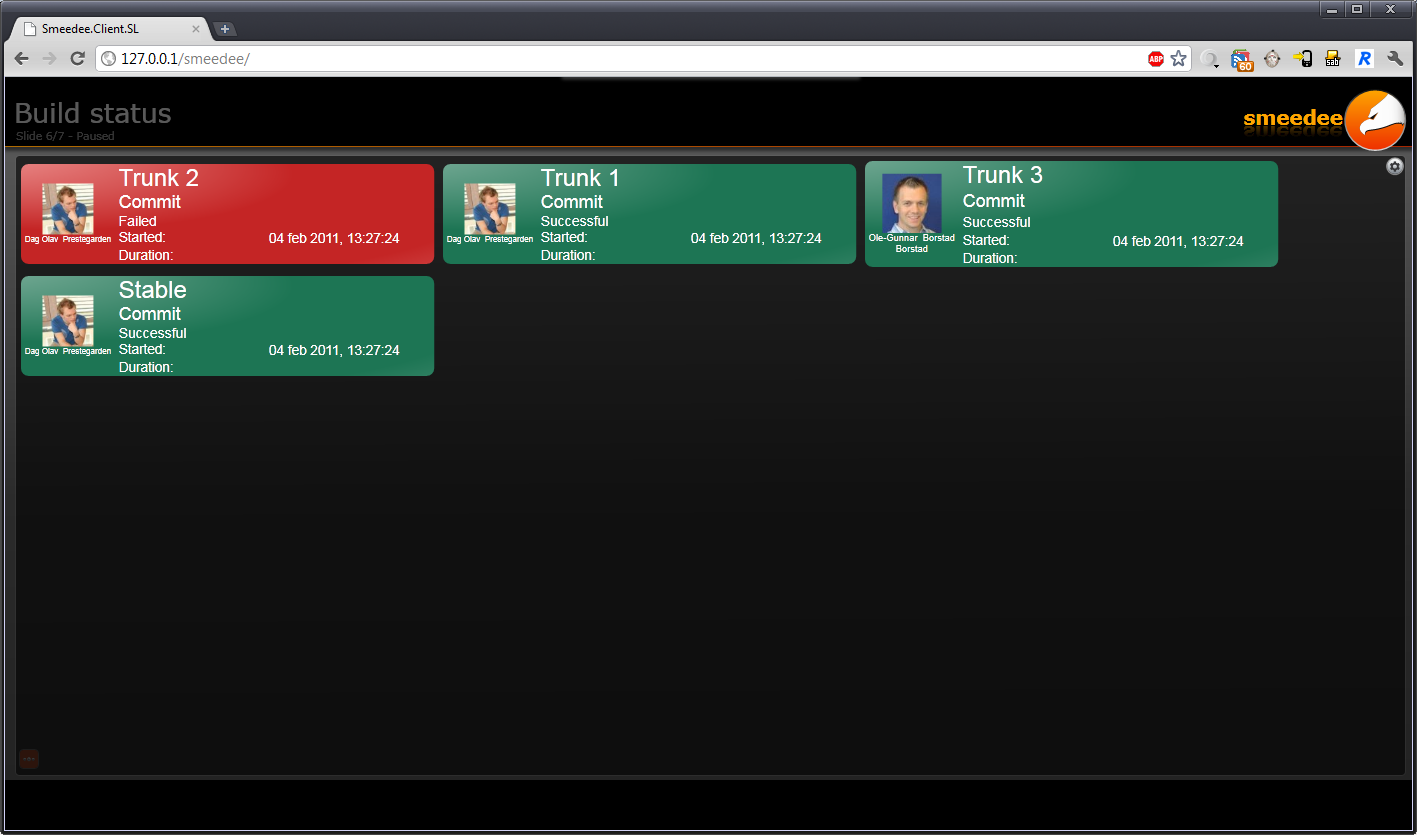 Smeedee.Client.SL
127.0.0.1/smeedee/
ABP
60
sab
R
Build status
Slide 6/7 - Paused
smeedee
Trunk 2
Commit
Failed
Started: 04 feb 2011, 13:27:24
Duration:
Dag Olav Prestegarden
Trunk 1
Commit
Successful
Started: 04 feb 2011, 13:27:24
Duration:
Dag Olav Prestegarden
Trunk 3
Commit
Successful
Started: 04 feb 2011, 13:27:24
Duration:
Ole-Gunnar Borstad
Borstad
Stable
Commit
Successful
Started: 04 feb 2011, 13:27:24
Duration:
Dag Olav Prestegarden